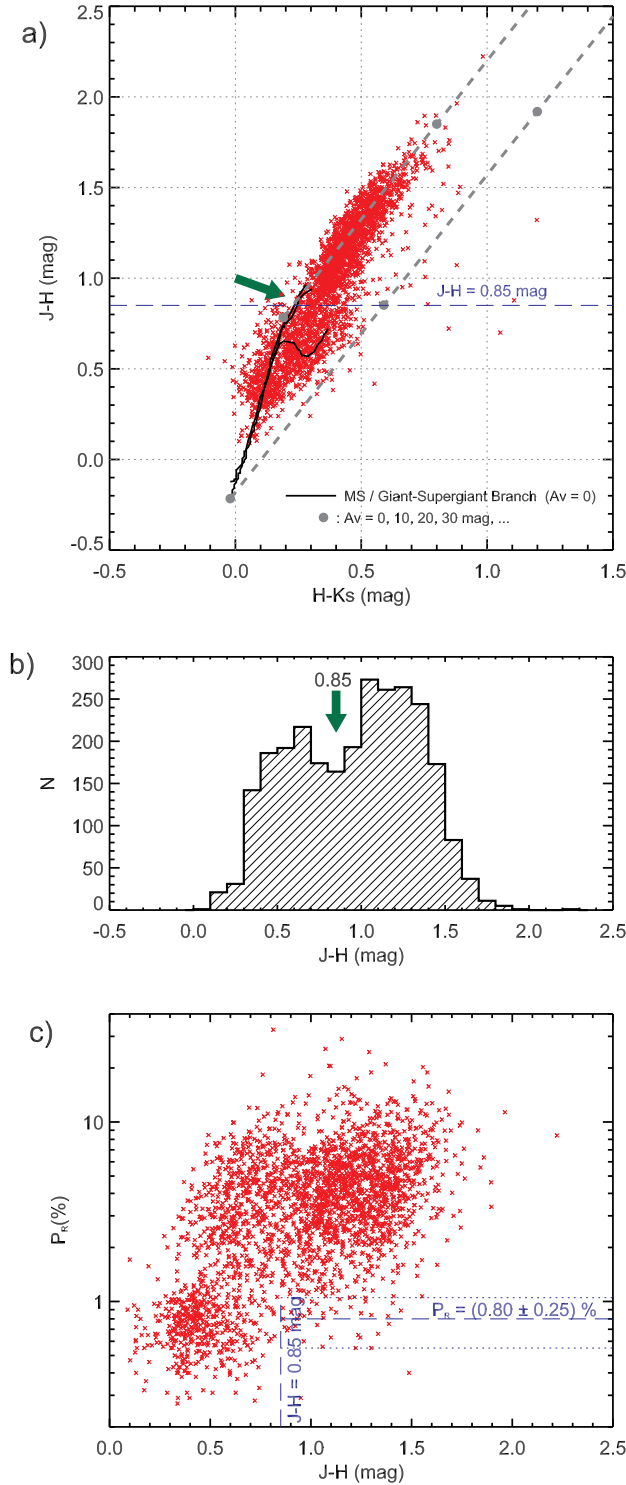 a)
2.5
2.0
1.5
1.0
0.5
0.0
-0.5
J-H (mag)
J-H = 0.85 mag
MS / Giant-Supergiant Branch (Av = 0)
: Av = 0, 10, 20, 30 mag, ...
-0.5 0.0 0.5 1.0 1.5
H-Ks (mag)
b)
300
250
200
150
100
50
0
N
0.85
-0.5 0.0 0.5 1.0 1.5 2.0 2.5
J-H (mag)
c)
10
1
PR(%)
PR = (0.80 ± 0.25) %
J-H = 0.85 mag
0.0 0.5 1.0 1.5 2.0 2.5
J-H (mag)